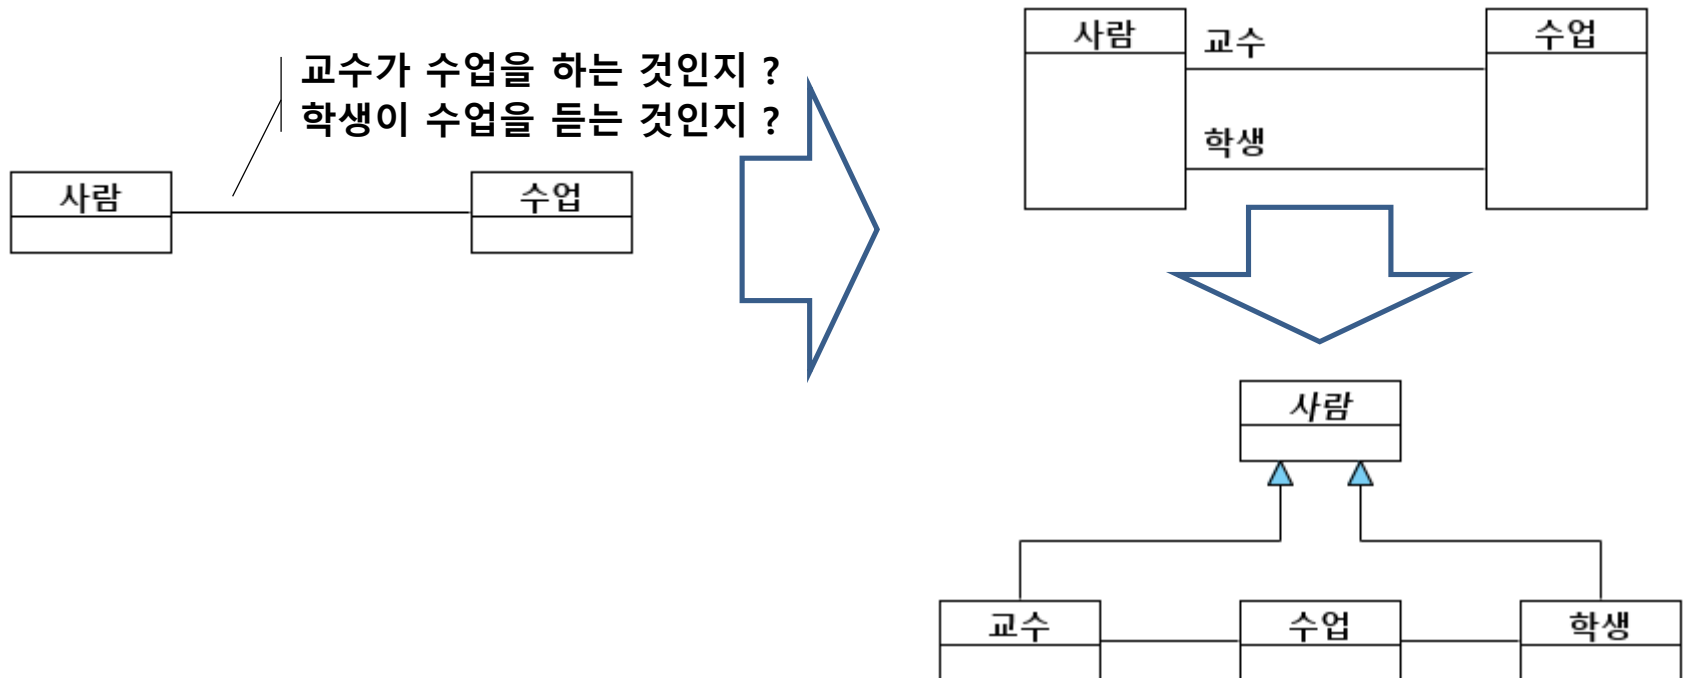 교수가 수업을 하는 것인지 ?
학생이 수업을 듣는 것인지 ?
사람
수업
사람
교수
수업
학생
사람
교수
수업
학생